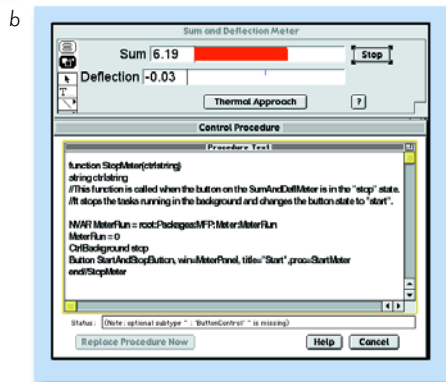 b
Sum and Deflection Meter
Sum 6.19 Stop
Deflection -0.03
T
Thermal Approach ?
Control Procedure
Procedure Text
function StopMeter(ctrlstring)
string ctrlstring
//This function is called when the button on the SumAndDeflMeter is in the "stop" state.
//It stops the tasks running in the background and changes the button state to "start".
NVAR MeterRun = root:Packages:MFP:Meter:MeterRun
MeterRun = 0
CtrlBackground stop
Button StartAndStopButton, win=MeterPanel, title="Start",proc=StartMeter
end//StopMeter
Status: (Note: optional subtype " : 'ButtonControl' " is missing)
Replace Procedure Now Help Cancel